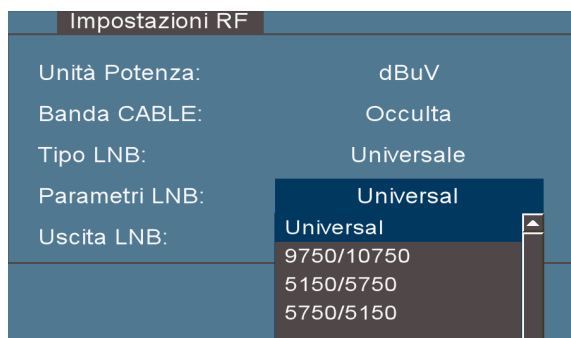 Impostazioni RF
Unità Potenza: dBuV
Banda CABLE: Occulta
Tipo LNB: Universale
Parametri LNB: Universal
Uscita LNB:
Universal
9750/10750
5150/5750
5750/5150